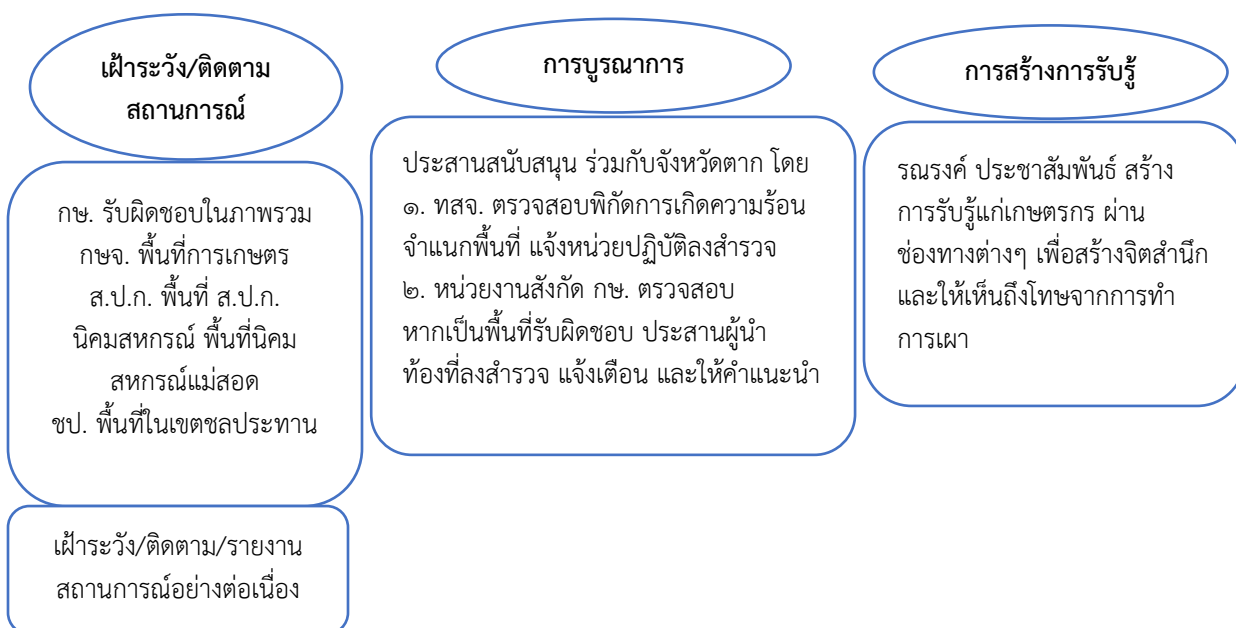 เฝ้าระวัง/ติดตาม
สถานการณ์
กษ. รับผิดชอบในภาพรวม
กษจ. พื้นที่การเกษตร
ส.ป.ก. พื้นที่ ส.ป.ก.
นิคมสหกรณ์ พื้นที่นิคม
สหกรณ์แม่สอด
ชป. พื้นที่ในเขตชลประทาน
เฝ้าระวัง/ติดตาม/รายงาน
สถานการณ์อย่างต่อเนื่อง
การบูรณาการ
ประสานสนับสนุน ร่วมกับจังหวัดตาก โดย
๑. ทสจ. ตรวจสอบพิกัดการเกิดความร้อน
จำแนกพื้นที่ แจ้งหน่วยปฏิบัติลงสำรวจ
๒. หน่วยงานสังกัด กษ. ตรวจสอบ
หากเป็นพื้นที่รับผิดชอบ ประสานผู้นำ
ท้องที่ลงสำรวจ แจ้งเตือน และให้คำแนะนำ
การสร้างการรับรู้
รณรงค์ ประชาสัมพันธ์ สร้าง
การรับรู้แก่เกษตรกร ผ่าน
ช่องทางต่างๆ เพื่อสร้างจิตสำนึก
และให้เห็นถึงโทษจากการทำ
การเผา